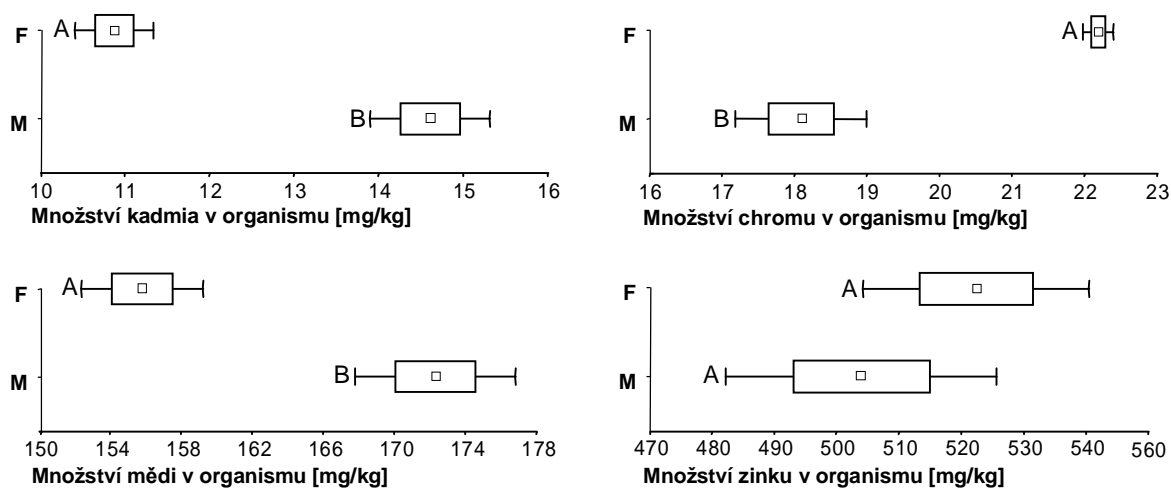 F A
M B
10 11 12 13 14 15 16
Množství kadmia v organismu [mg/kg]
F A
M B
16 17 18 19 20 21 22 23
Množství chromu v organismu [mg/kg]
F A
M B
150 154 158 162 166 170 174 178
Množství mědi v organismu [mg/kg]
F A
M A
470 480 490 500 510 520 530 540 560
Množství zinku v organismu [mg/kg]